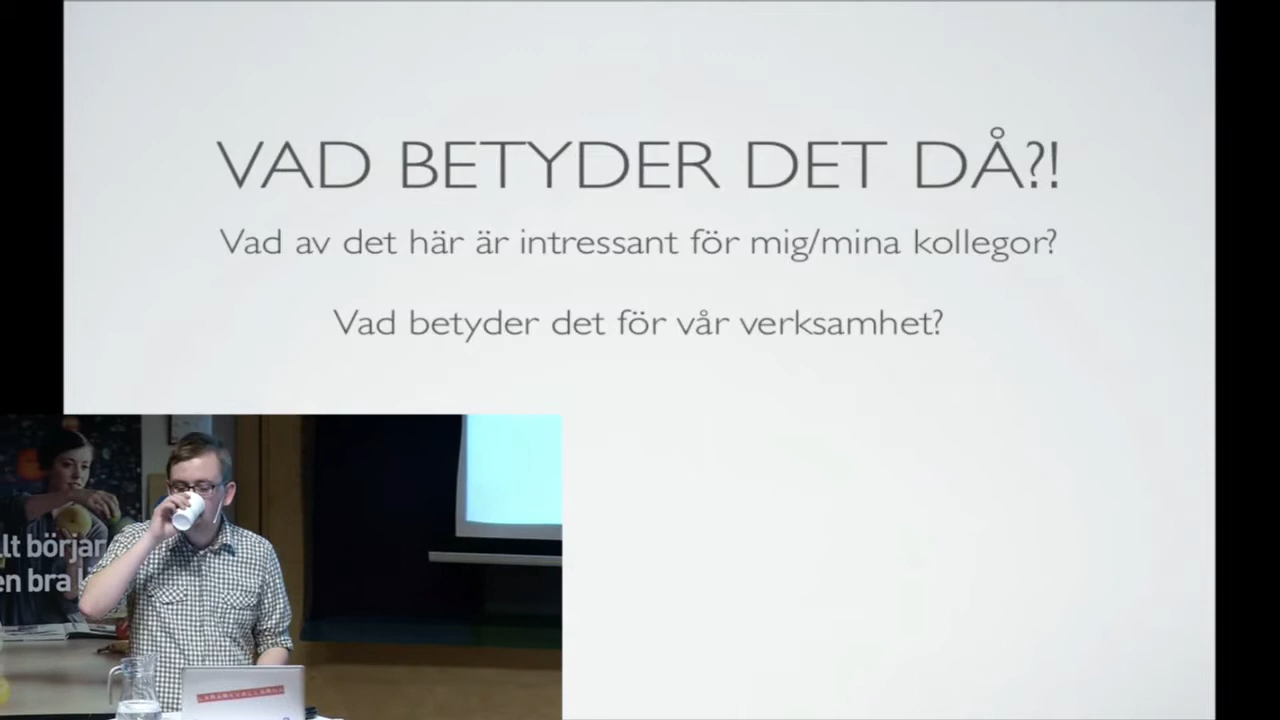 VAD BETYDER DET DÅ?!
Vad av det här är intressant för mig/mina kollegor?
Vad betyder det för vår verksamhet?
llt börjar
en bra